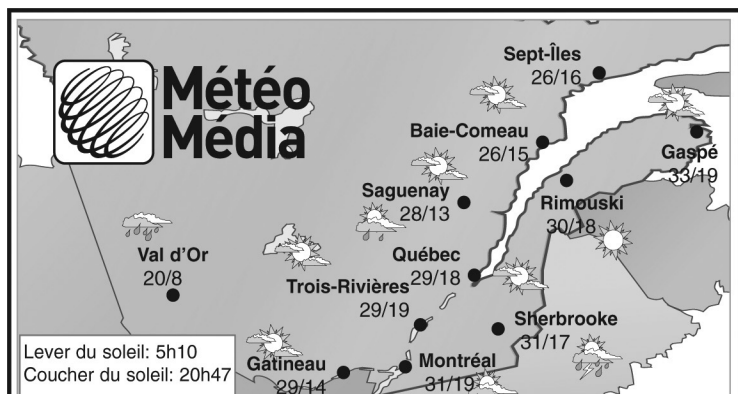 Météo
Média
Sept-Îles
26/16
Baie-Comeau
26/15
Gaspé
33/19
Saguenay
28/13
Rimouski
30/18
Val d'Or
20/8
Québec
29/18
Trois-Rivières
29/19
Sherbrooke
31/17
Lever du soleil: 5h10
Coucher du soleil: 20h47
Gatineau
29/14
Montréal
31/19